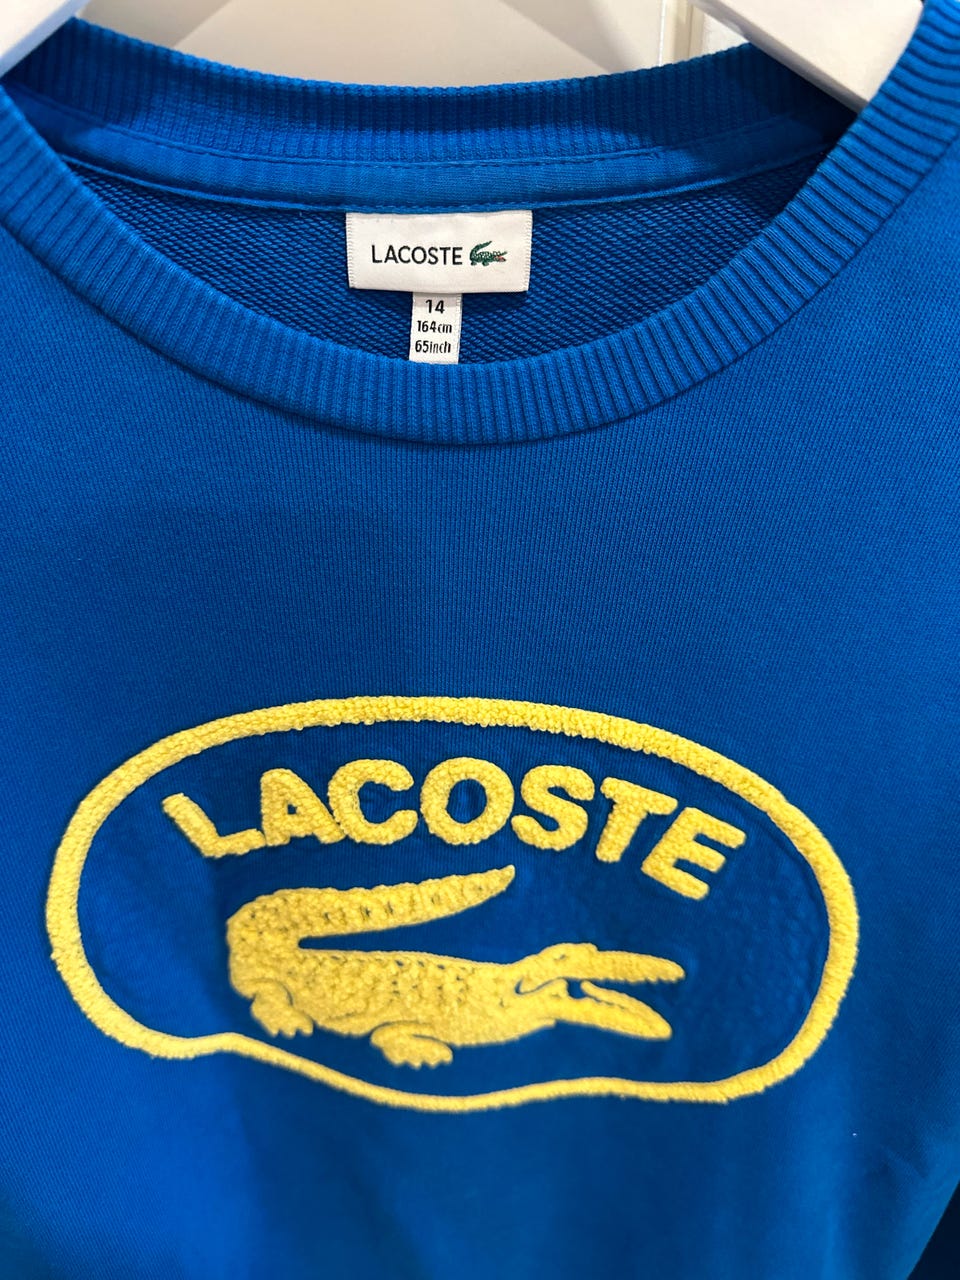 LACOSTE
14
164cm
65inch
LACOSTE